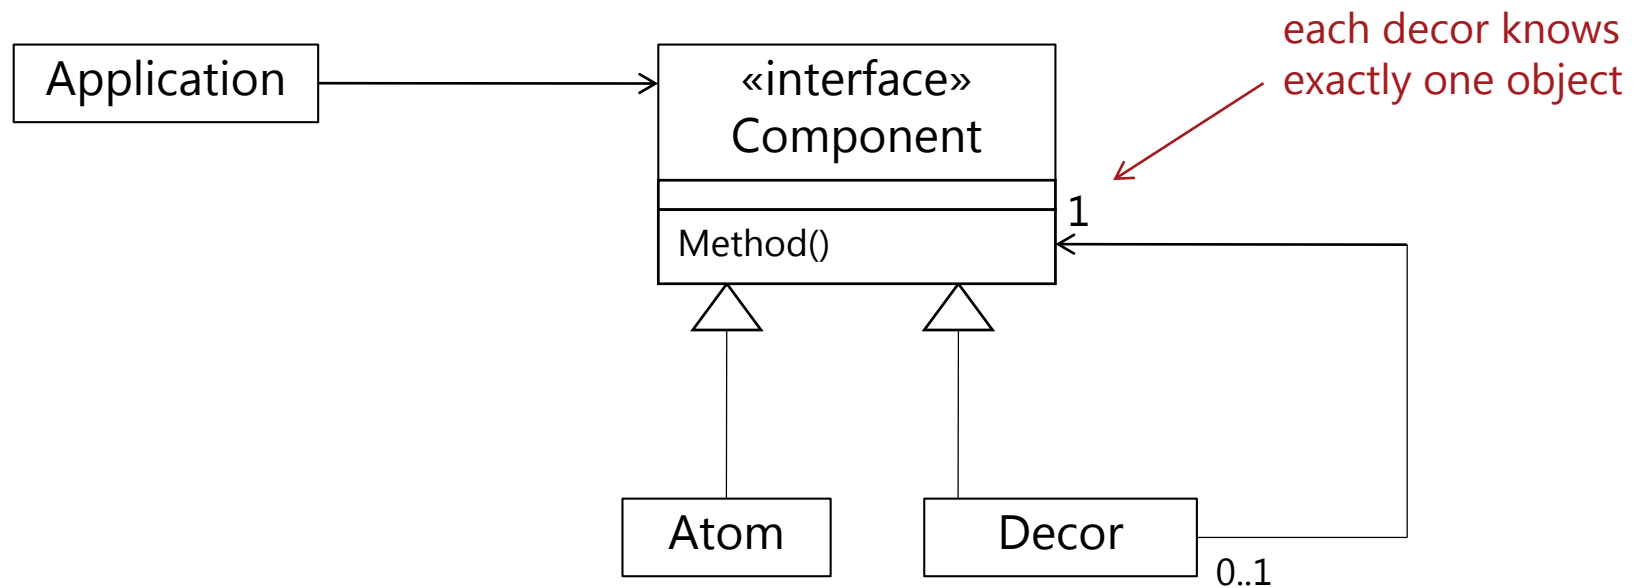 each decor knows
exactly one object
Application
«interface»
Component
1
Method()
Atom
Decor
0..1